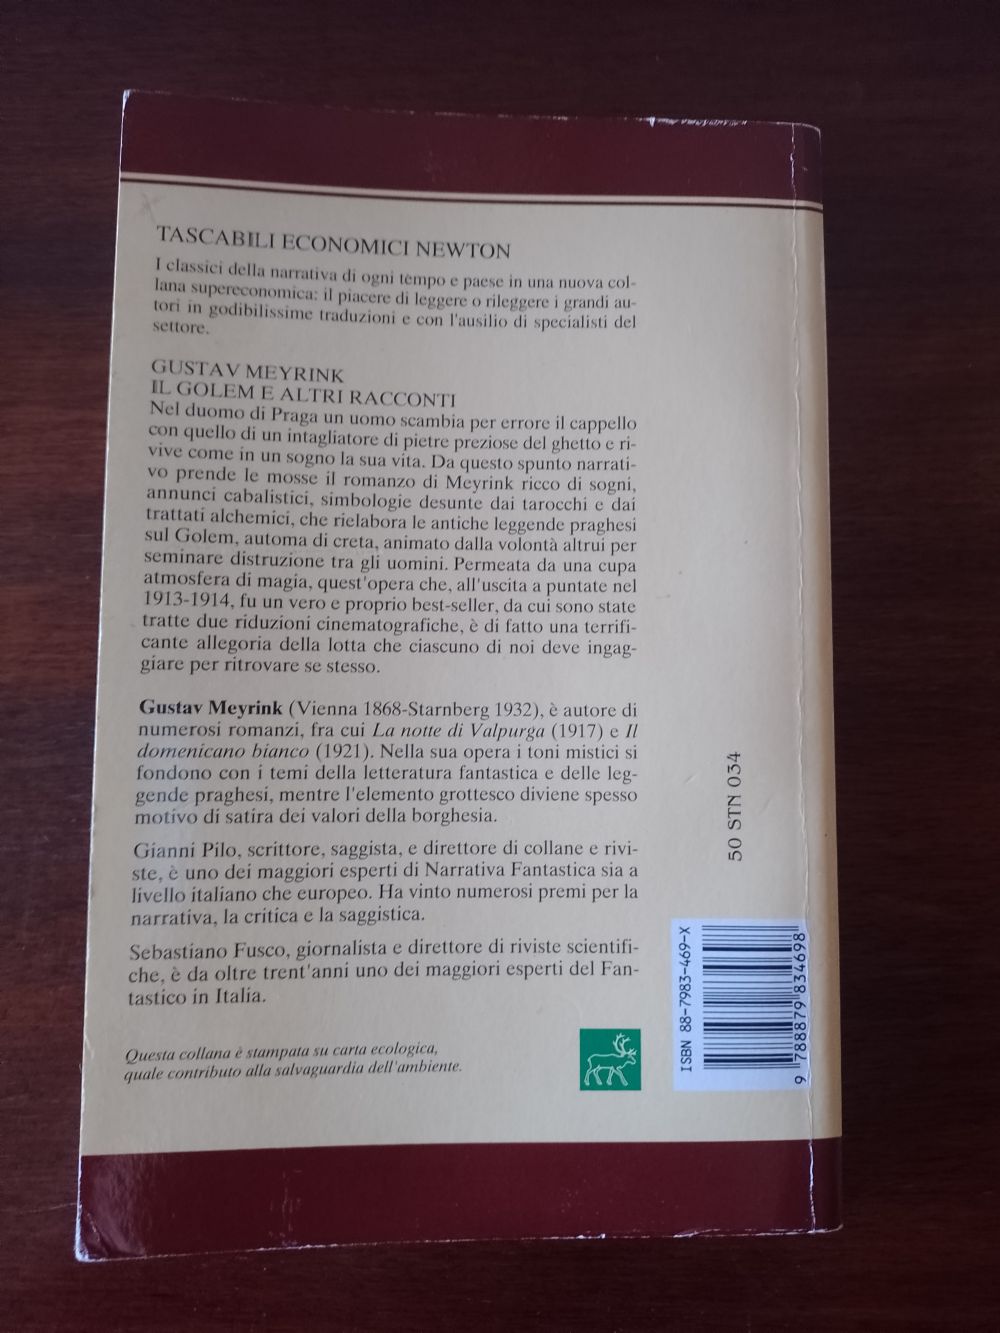 TASCABILI ECONOMICI NEWTON
I classici della narrativa di ogni tempo e paese in una nuova col-
lana supereconomica: il piacere di leggere o rileggere i grandi au-
tori in godibilissime traduzioni e con l'ausilio di specialisti del
settore.
GUSTAV MEYRINK
IL GOLEM E ALTRI RACCONTI
Nel duomo di Praga un uomo scambia per errore il cappello
con quello di un intagliatore di pietre preziose del ghetto e ri-
vive come in un sogno la sua vita. Da questo spunto narrati-
vo prende le mosse il romanzo di Meyrink ricco di sogni,
annunci cabalistici, simbologie desunte dai tarocchi e dai
trattati alchemici, che rielabora le antiche leggende praghesi
sul Golem, automa di creta, animato dalla volontà altrui per
seminare distruzione tra gli uomini. Permeata da una cupa
atmosfera di magia, quest'opera che, all'uscita a puntate nel
1913-1914, fu un vero e proprio best-seller, da cui sono state
tratte due riduzioni cinematografiche, è di fatto una terrifi-
cante allegoria della lotta che ciascuno di noi deve ingag-
giare per ritrovare se stesso.
Gustav Meyrink (Vienna 1868-Starnberg 1932), è autore di
numerosi romanzi, fra cui La notte di Valpurga (1917) e Il
domenicano bianco (1921). Nella sua opera i toni mistici si
fondono con i temi della letteratura fantastica e delle leg-
gende praghesi, mentre l'elemento grottesco diviene spesso
motivo di satira dei valori della borghesia.
Gianni Pilo, scrittore, saggista, e direttore di collane e rivi-
ste, è uno dei maggiori esperti di Narrativa Fantastica sia a
livello italiano che europeo. Ha vinto numerosi premi per la
narrativa, la critica e la saggistica.
Sebastiano Fusco, giornalista e direttore di riviste scientifi-
che, è da oltre trent'anni uno dei maggiori esperti del Fan-
tastico in Italia.
Questa collana è stampata su carta ecologica,
quale contributo alla salvaguardia dell'ambiente.
50 STN 034
ISBN 88-7983-469-X
9 788879 834698